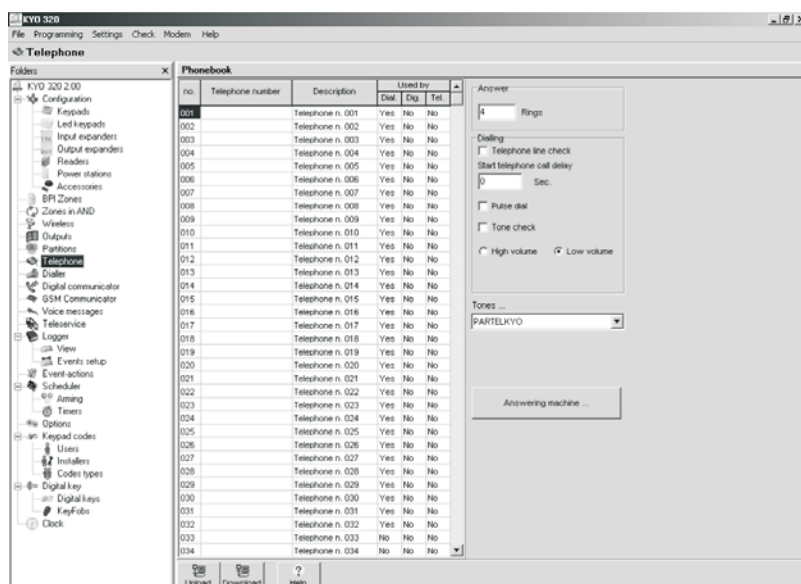 KYO 320
File Programming Settings Check Modem Help
Telephone
Folders
KYO 320 2.00
Configuration
Keypads
Led keypads
Input expanders
Output expanders
Readers
Power stations
Accessories
BPI Zones
Zones in AND
Wireless
Outputs
Partitions
Telephone
Dialler
Digital communicator
GSM Communicator
Voice messages
Teleservice
Logger
View
Events setup
Event-actions
Scheduler
Arming
Timers
Options
Keypad codes
Users
Installers
Codes types
Digital key
Digital keys
KeyFobs
Clock
Phonebook
no. Telephone number Description Used by
Dial. Dig. Tel.
001 Telephone n. 001 Yes No No
002 Telephone n. 002 Yes No No
003 Telephone n. 003 Yes No No
004 Telephone n. 004 Yes No No
005 Telephone n. 005 Yes No No
006 Telephone n. 006 Yes No No
007 Telephone n. 007 Yes No No
008 Telephone n. 008 Yes No No
009 Telephone n. 009 Yes No No
010 Telephone n. 010 Yes No No
011 Telephone n. 011 Yes No No
012 Telephone n. 012 Yes No No
013 Telephone n. 013 Yes No No
014 Telephone n. 014 Yes No No
015 Telephone n. 015 Yes No No
016 Telephone n. 016 Yes No No
017 Telephone n. 017 Yes No No
018 Telephone n. 018 Yes No No
019 Telephone n. 019 Yes No No
020 Telephone n. 020 Yes No No
021 Telephone n. 021 Yes No No
022 Telephone n. 022 Yes No No
023 Telephone n. 023 Yes No No
024 Telephone n. 024 Yes No No
025 Telephone n. 025 Yes No No
026 Telephone n. 026 Yes No No
027 Telephone n. 027 Yes No No
028 Telephone n. 028 Yes No No
029 Telephone n. 029 Yes No No
030 Telephone n. 030 Yes No No
031 Telephone n. 031 Yes No No
032 Telephone n. 032 Yes No No
033 Telephone n. 033 No No No
034 Telephone n. 034 No No No
Answer
4 Rings
Dialling
Telephone line check
Start telephone call delay
0 Sec.
Pulse dial
Tone check
High volume Low volume
Tones ...
PARTELKYO
Answering machine ...
Upload Download Help